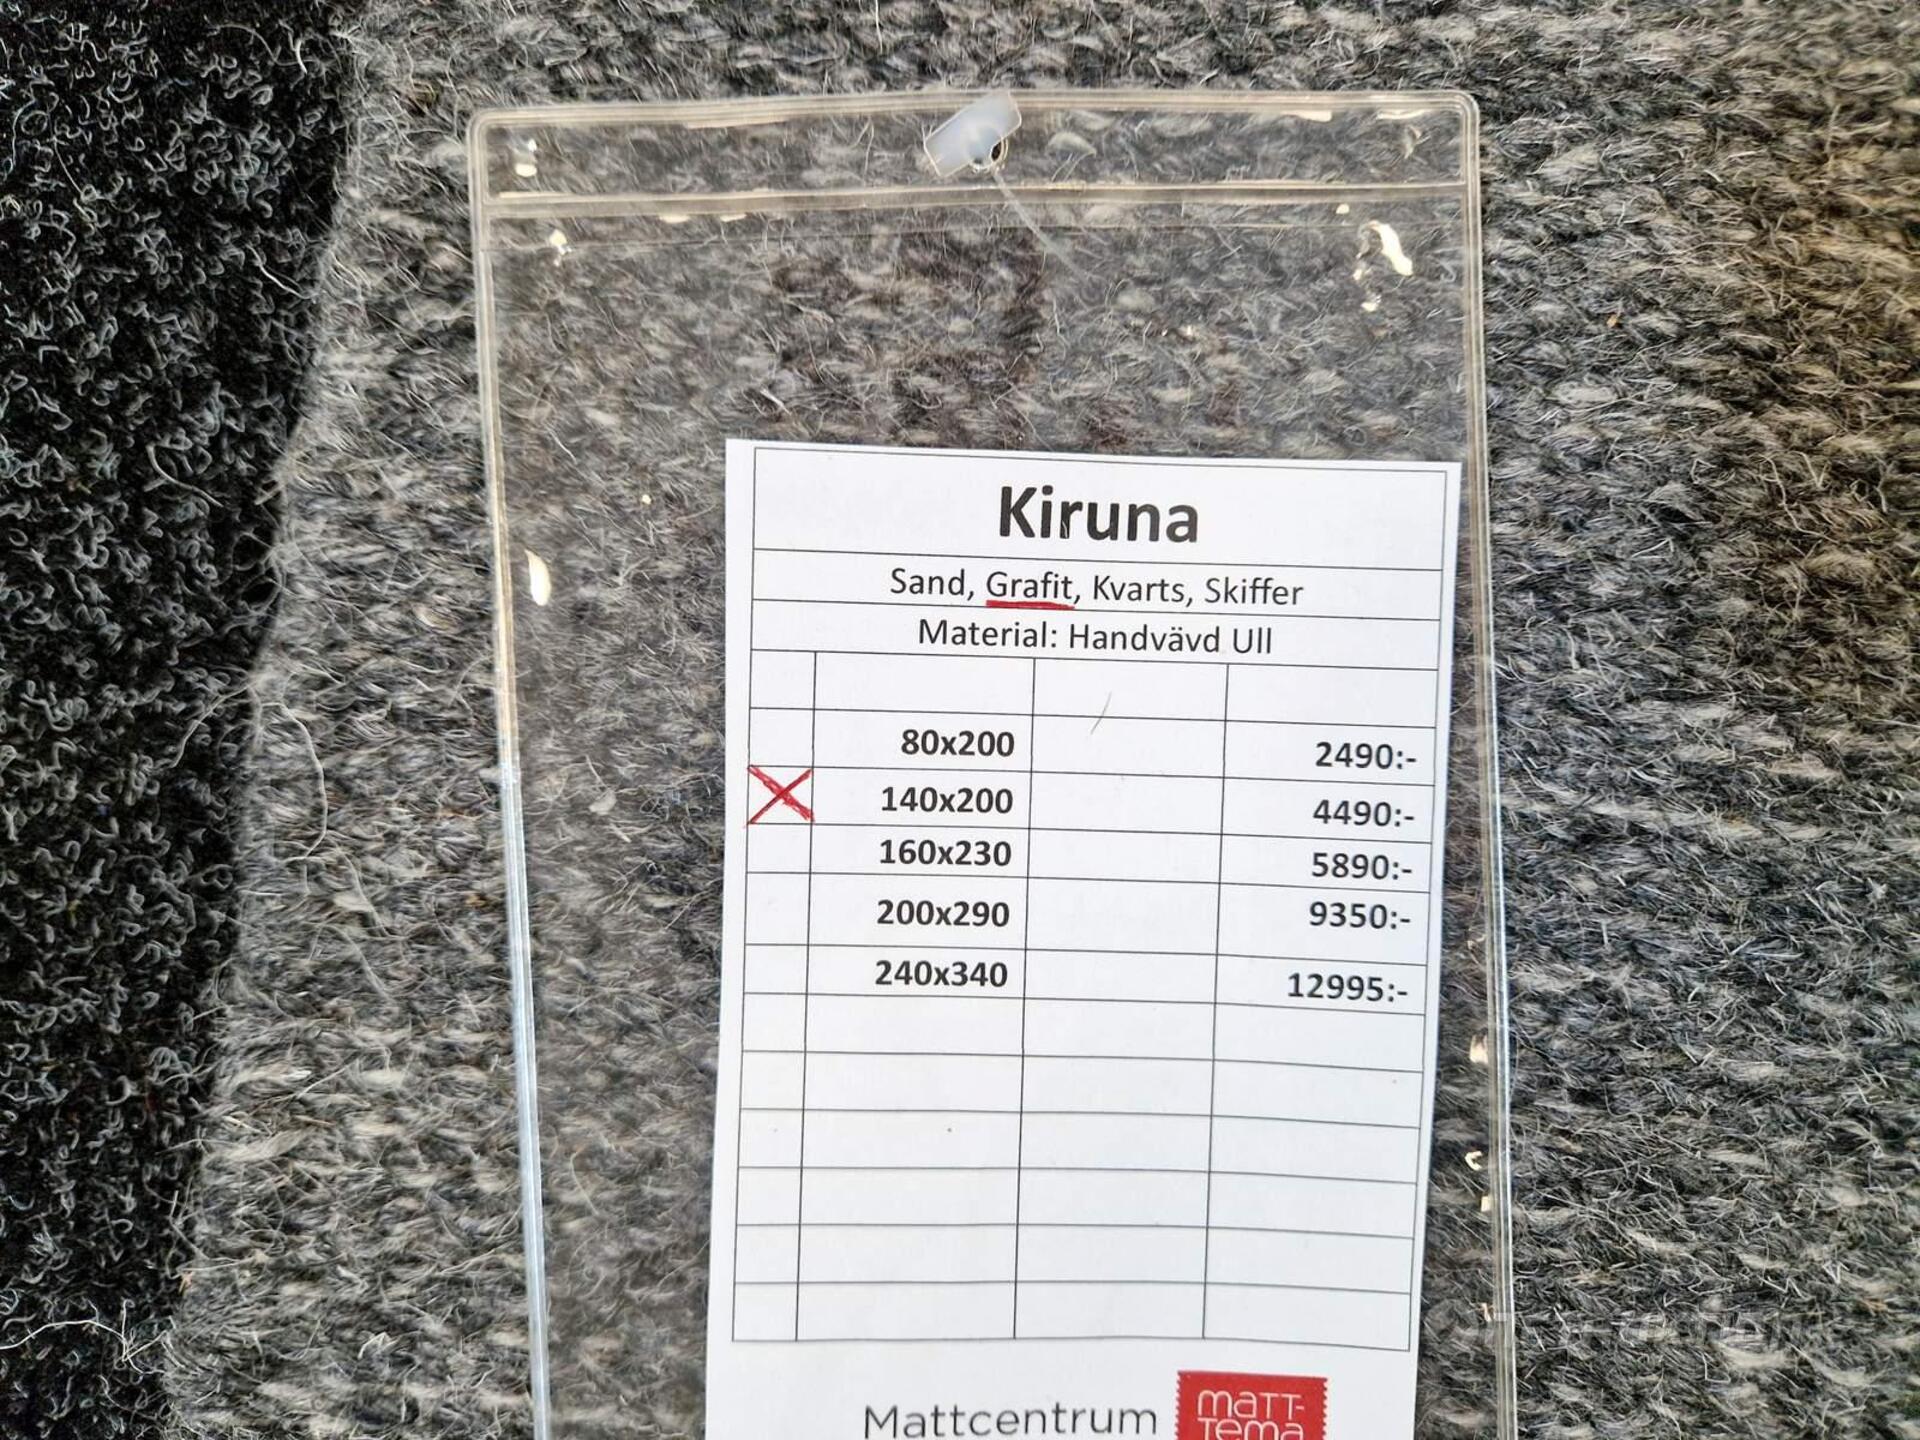 Kiruna
Sand, Grafit, Kvarts, Skiffer
Material: Handvävd Ull
80x200 2490:-
140x200 4490:-
160x230 5890:-
200x290 9350:-
240x340 12995:-
Mattcentrum
matt-
Tema